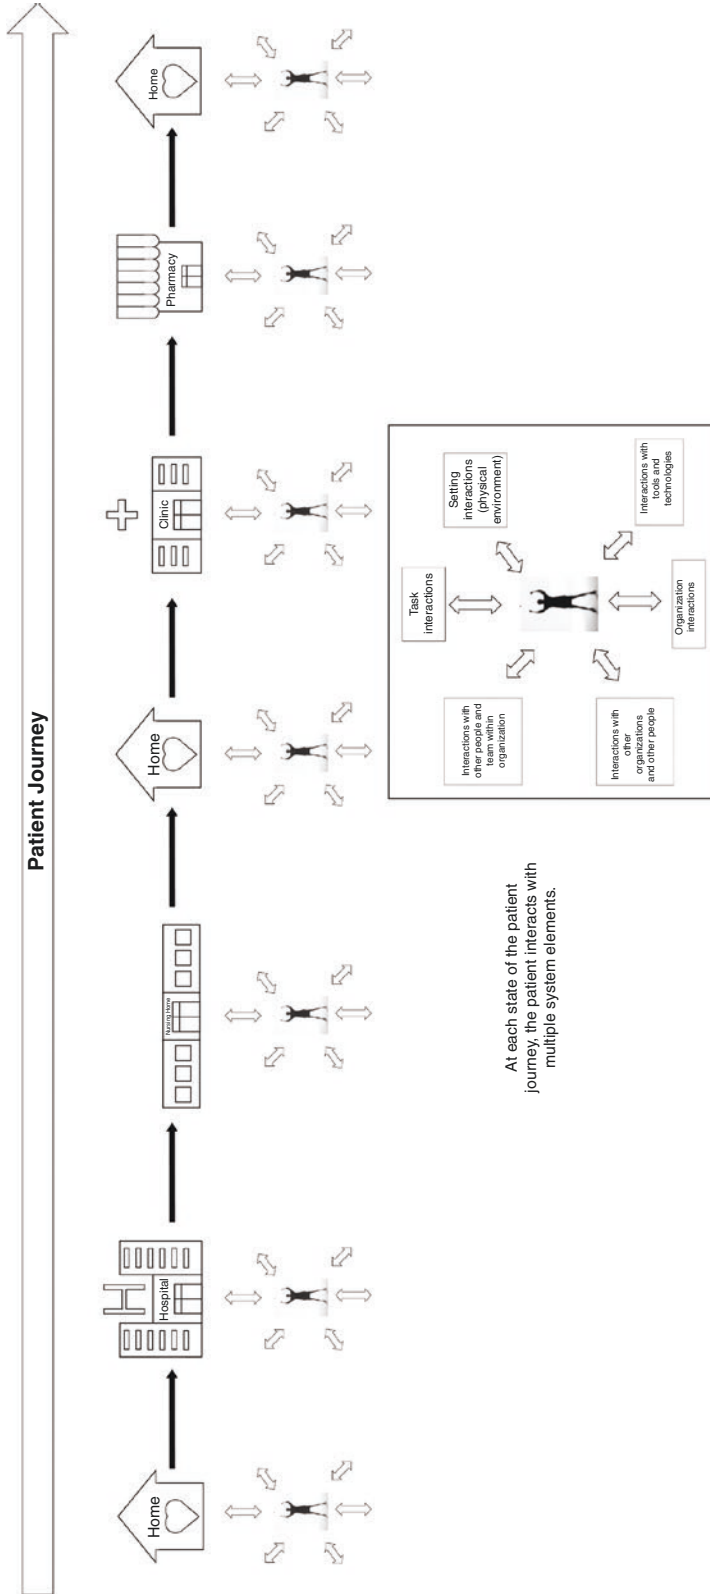 Patient Journey
Home
Hospital
Nursing Home
Home
Clinic
Pharmacy
Home
At each state of the patient
journey, the patient interacts with
multiple system elements.
Task
interactions
Setting
interactions
(physical
environment)
Interactions with
tools and
technologies
Organization
interactions
Interactions with
other
organizations
and other people
Interactions with
other people and
team within
organization